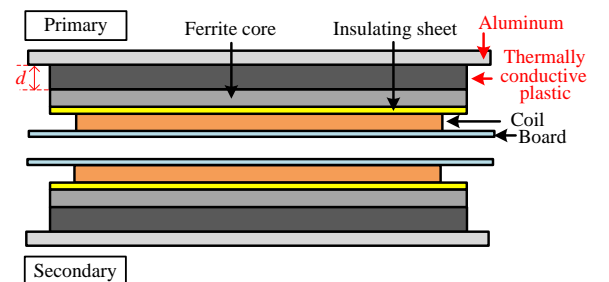 Primary
Ferrite core
Insulating sheet
Aluminum
d
Thermally
conductive
plastic
Coil
Board
Secondary